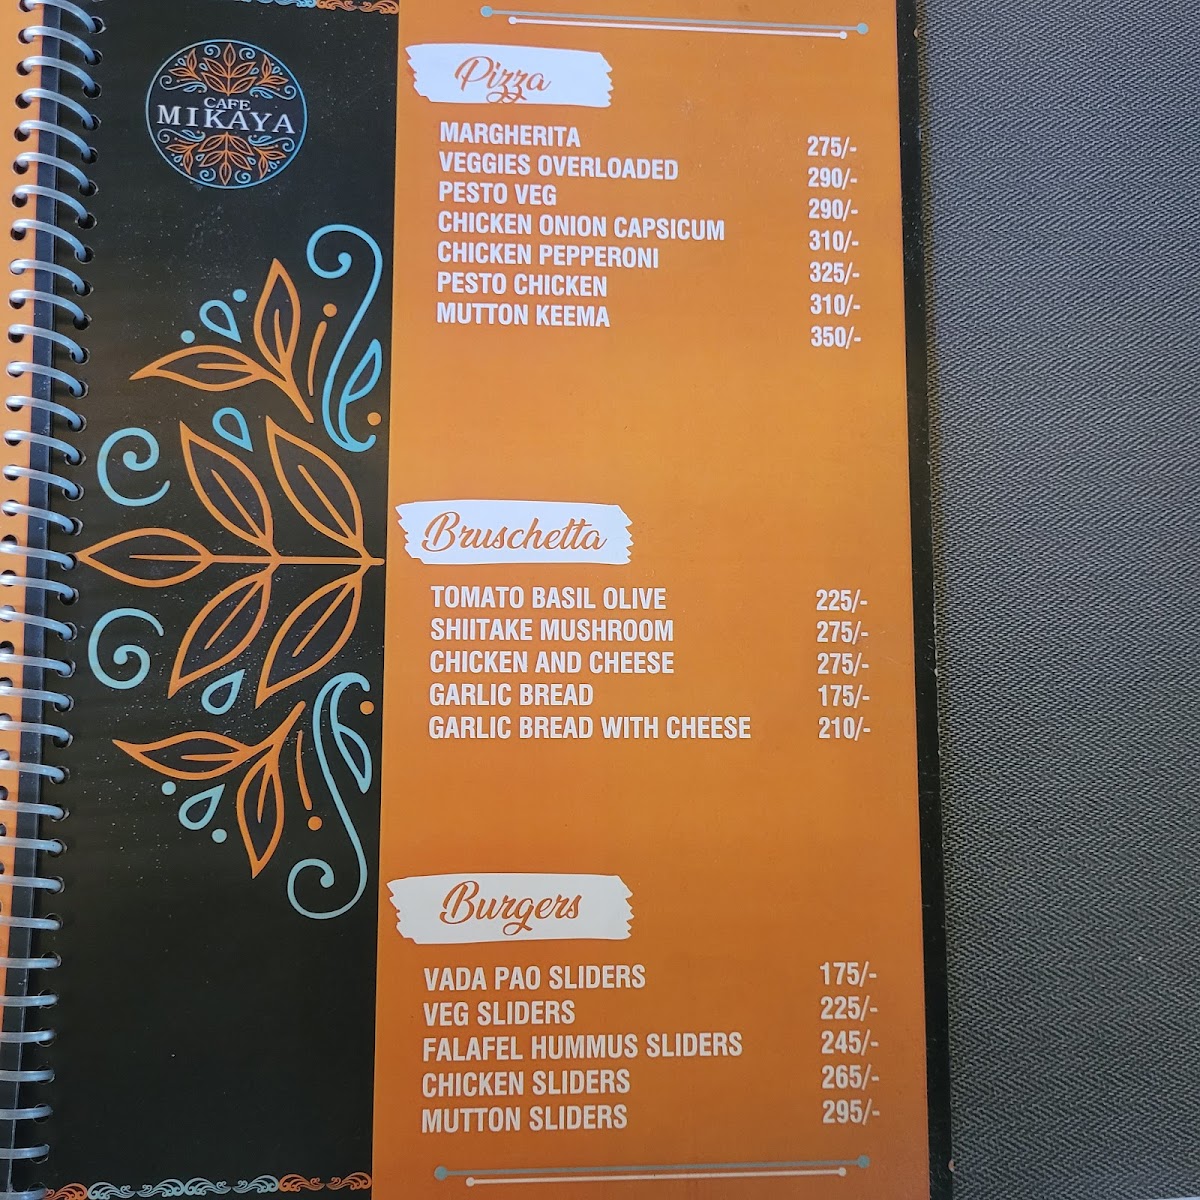 CAFE
MIKAYA
Pizza
MARGHERITA 275/-
VEGGIES OVERLOADED 290/-
PESTO VEG 290/-
CHICKEN ONION CAPSICUM 310/-
CHICKEN PEPPERONI 325/-
PESTO CHICKEN 310/-
MUTTON KEEMA 350/-
Bruschetta
TOMATO BASIL OLIVE 225/-
SHIITAKE MUSHROOM 275/-
CHICKEN AND CHEESE 275/-
GARLIC BREAD 175/-
GARLIC BREAD WITH CHEESE 210/-
Burgers
VADA PAO SLIDERS 175/-
VEG SLIDERS 225/-
FALAFEL HUMMUS SLIDERS 245/-
CHICKEN SLIDERS 265/-
MUTTON SLIDERS 295/-